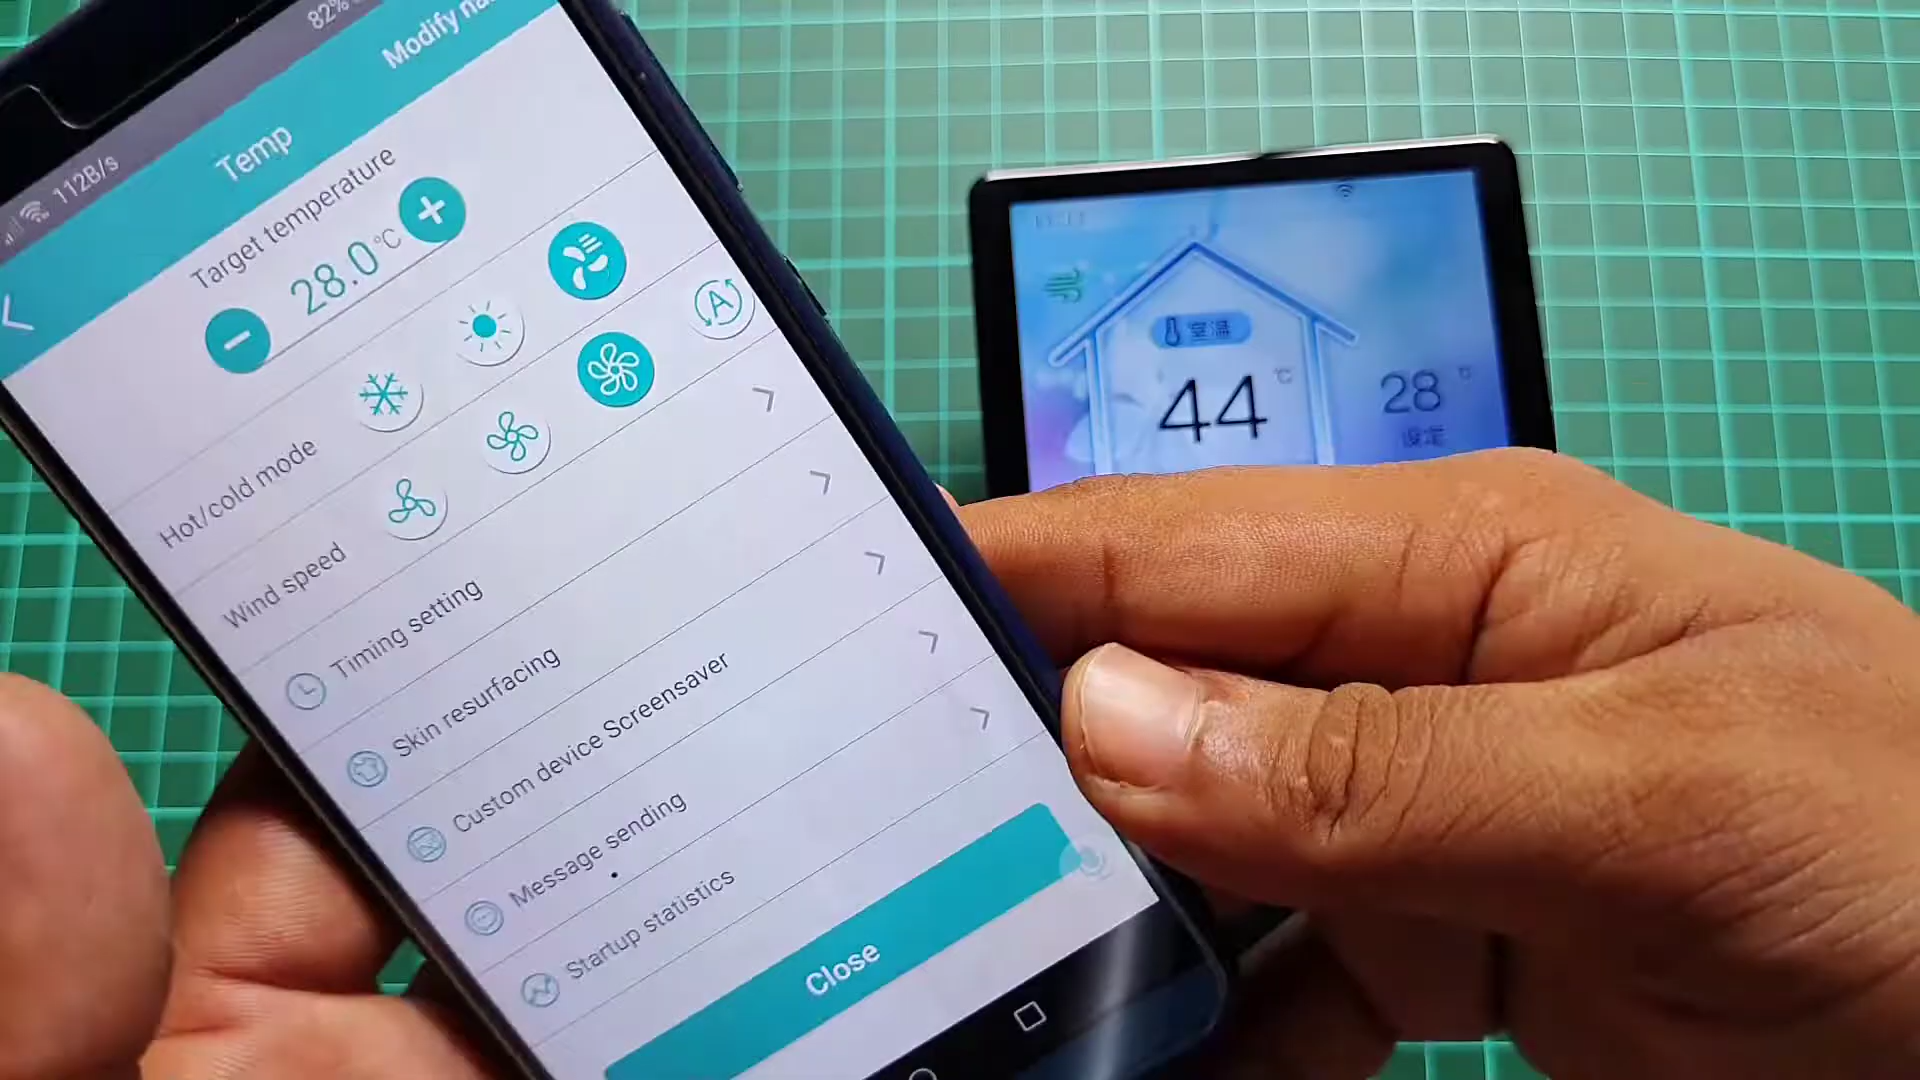 82%
112B/s
Modify na
Temp
Target temperature
28.0 °C
Hot/cold mode
A
Wind speed
Timing setting
Skin resurfacing
Custom device Screensaver
Message sending
Startup statistics
Close
室温
44 °C
28 °C
设定